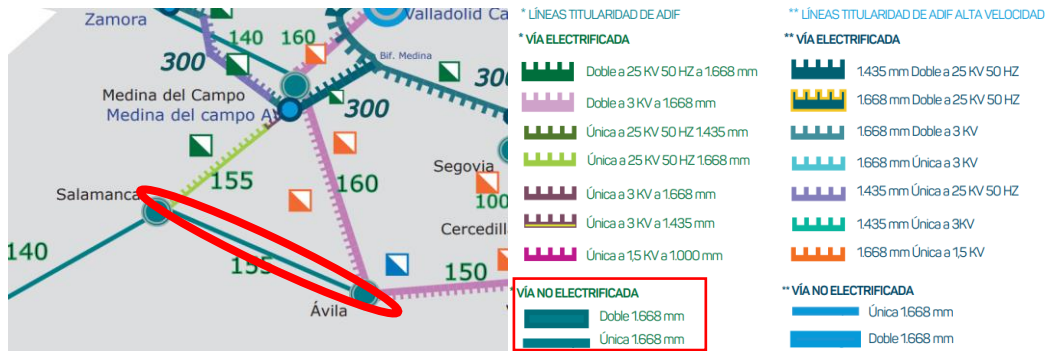 Zamora
Valladolid Ca
140
160
300
Bif. Medina
30
Medina del Campo
Medina del campo A
300
Segovia
155
160
100
Salamanca
Cercedill
140
155
150
Ávila
* LÍNEAS TITULARIDAD DE ADIF
* VÍA ELECTRIFICADA
Doble a 25 KV 50 HZ a 1.668 mm
Doble a 3 KV a 1.668 mm
Única a 25 KV 50 HZ 1.435 mm
Única a 25 KV 50 HZ 1.668 mm
Única a 3 KV a 1.668 mm
Única a 3 KV a 1.435 mm
Única a 1,5 KV a 1.000 mm
* VÍA NO ELECTRIFICADA
Doble 1.668 mm
Única 1.668 mm
** LÍNEAS TITULARIDAD DE ADIF ALTA VELOCIDAD
** VÍA ELECTRIFICADA
1.435 mm Doble a 25 KV 50 HZ
1.668 mm Doble a 25 KV 50 HZ
1.668 mm Doble a 3 KV
1.668 mm Única a 3 KV
1.435 mm Única a 25 KV 50 HZ
1.435 mm Única a 3KV
1.668 mm Única a 1,5 KV
** VÍA NO ELECTRIFICADA
Única 1.668 mm
Doble 1.668 mm